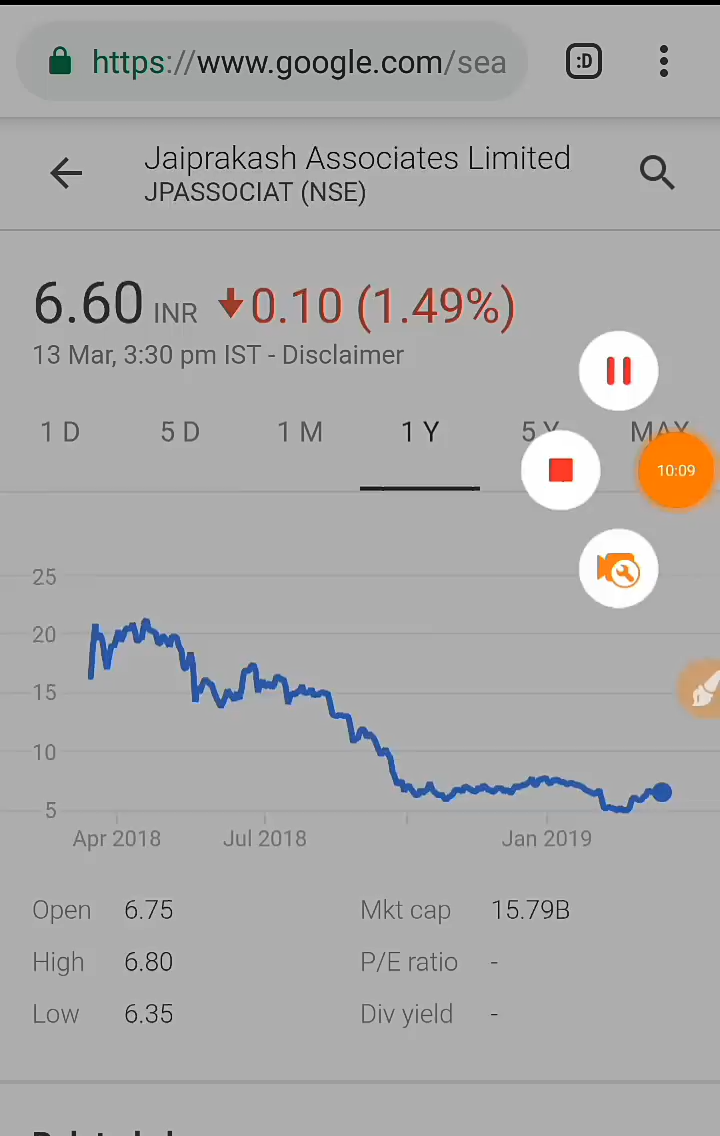 https://www.google.com/sea
:D
Jaiprakash Associates Limited
JPASSOCIAT (NSE)
6.60 INR 0.10 (1.49%)
13 Mar, 3:30 pm IST - Disclaimer
1 D 5 D 1 M 1 Y 5 Y MAX
10:09
25
20
15
10
5
Apr 2018 Jul 2018 Jan 2019
Open 6.75 Mkt cap 15.79B
High 6.80 P/E ratio -
Low 6.35 Div yield -